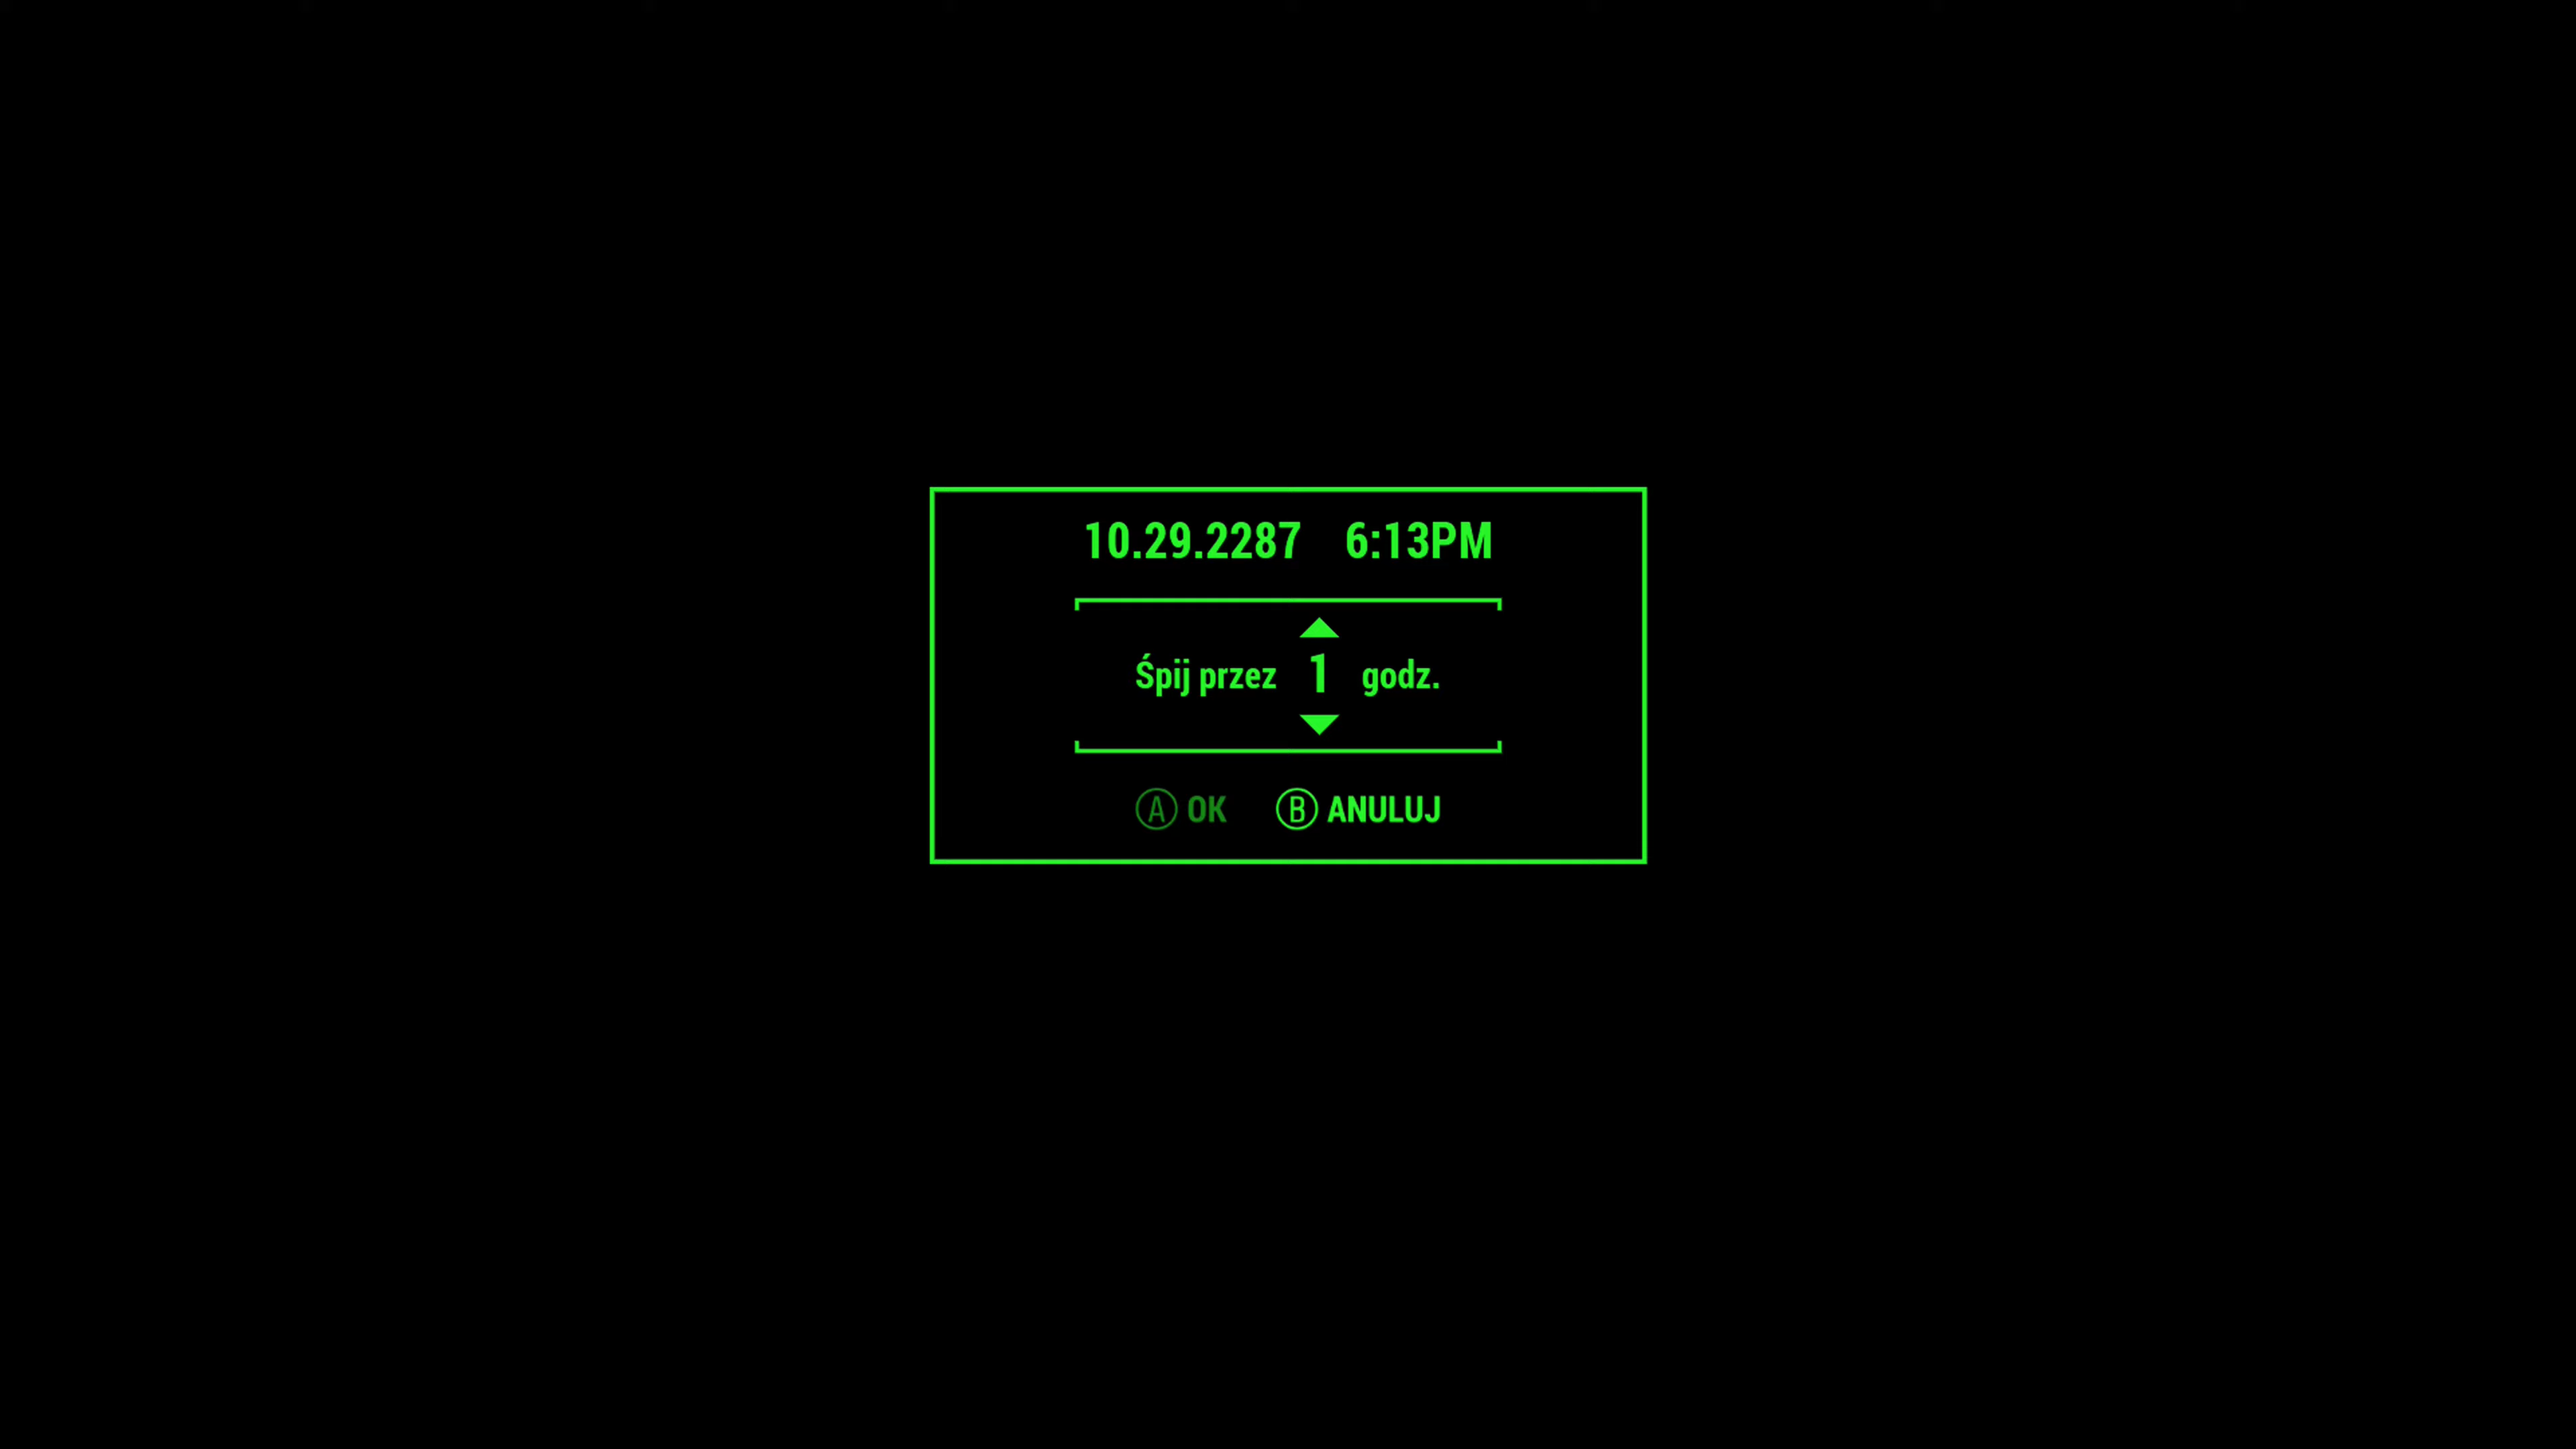 10.29.2287 6:13PM
Śpij przez 1 godz.
Ⓐ OK Ⓑ ANULUJ